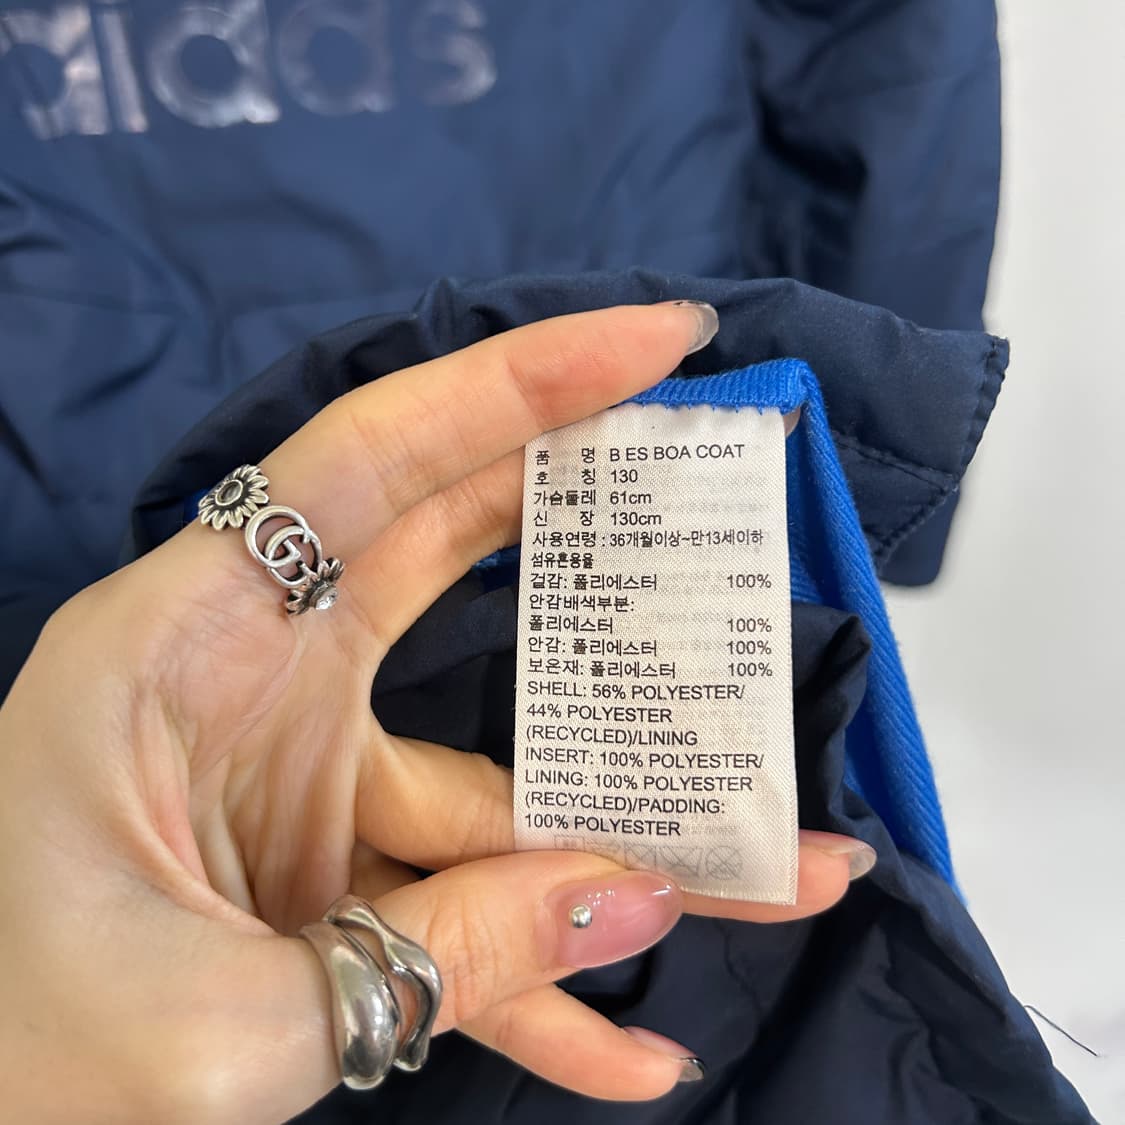 adidas
품 명 B ES BOA COAT
호 칭 130
가슴둘레 61cm
신 장 130cm
사용연령 : 36개월이상~만13세이하
섬유혼용율
겉감: 폴리에스터 100%
안감배색부분:
폴리에스터 100%
안감: 폴리에스터 100%
보온재: 폴리에스터 100%
SHELL: 56% POLYESTER/
44% POLYESTER
(RECYCLED)/LINING
INSERT: 100% POLYESTER/
LINING: 100% POLYESTER
(RECYCLED)/PADDING:
100% POLYESTER